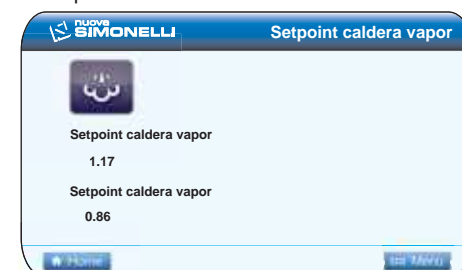 nuova
SIMONELLI
Setpoint caldera vapor
Setpoint caldera vapor
1.17
Setpoint caldera vapor
0.86
Home
Menu